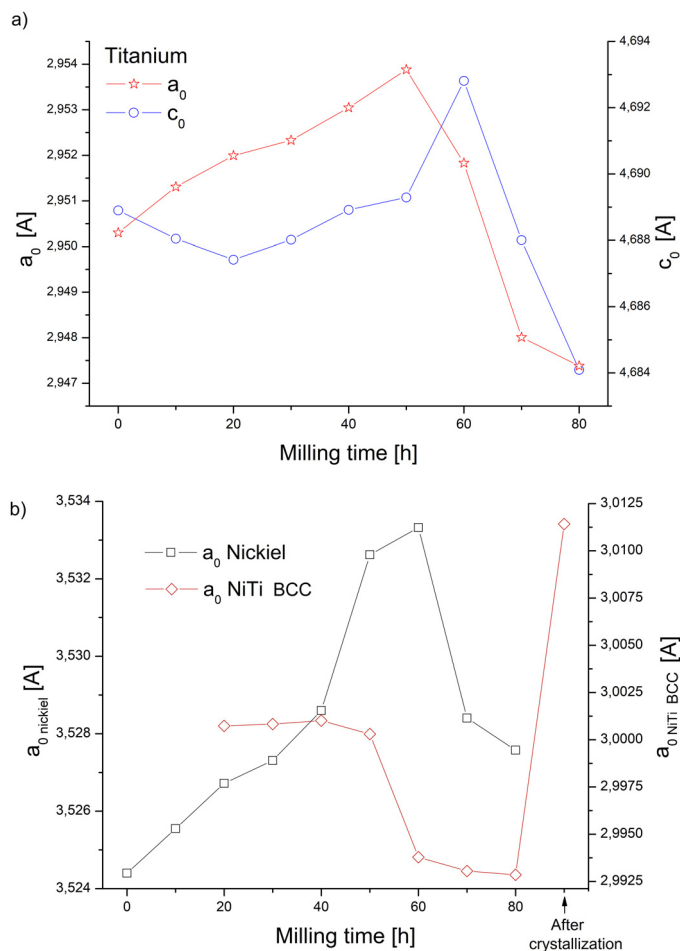 a)
Titanium
a0
c0
2,954
2,953
2,952
2,951
2,950
2,949
2,948
2,947
a0 [A]
4,694
4,692
4,690
4,688
4,686
4,684
c0 [A]
0 20 40 60 80
Milling time [h]
b)
a0 Nickiel
a0 NiTi BCC
3,534
3,532
3,530
3,528
3,526
3,524
a0 nickiel [A]
3,0125
3,0100
3,0075
3,0050
3,0025
3,0000
2,9975
2,9950
2,9925
a0 NiTi BCC [A]
0 20 40 60 80
After
crystallization
Milling time [h]